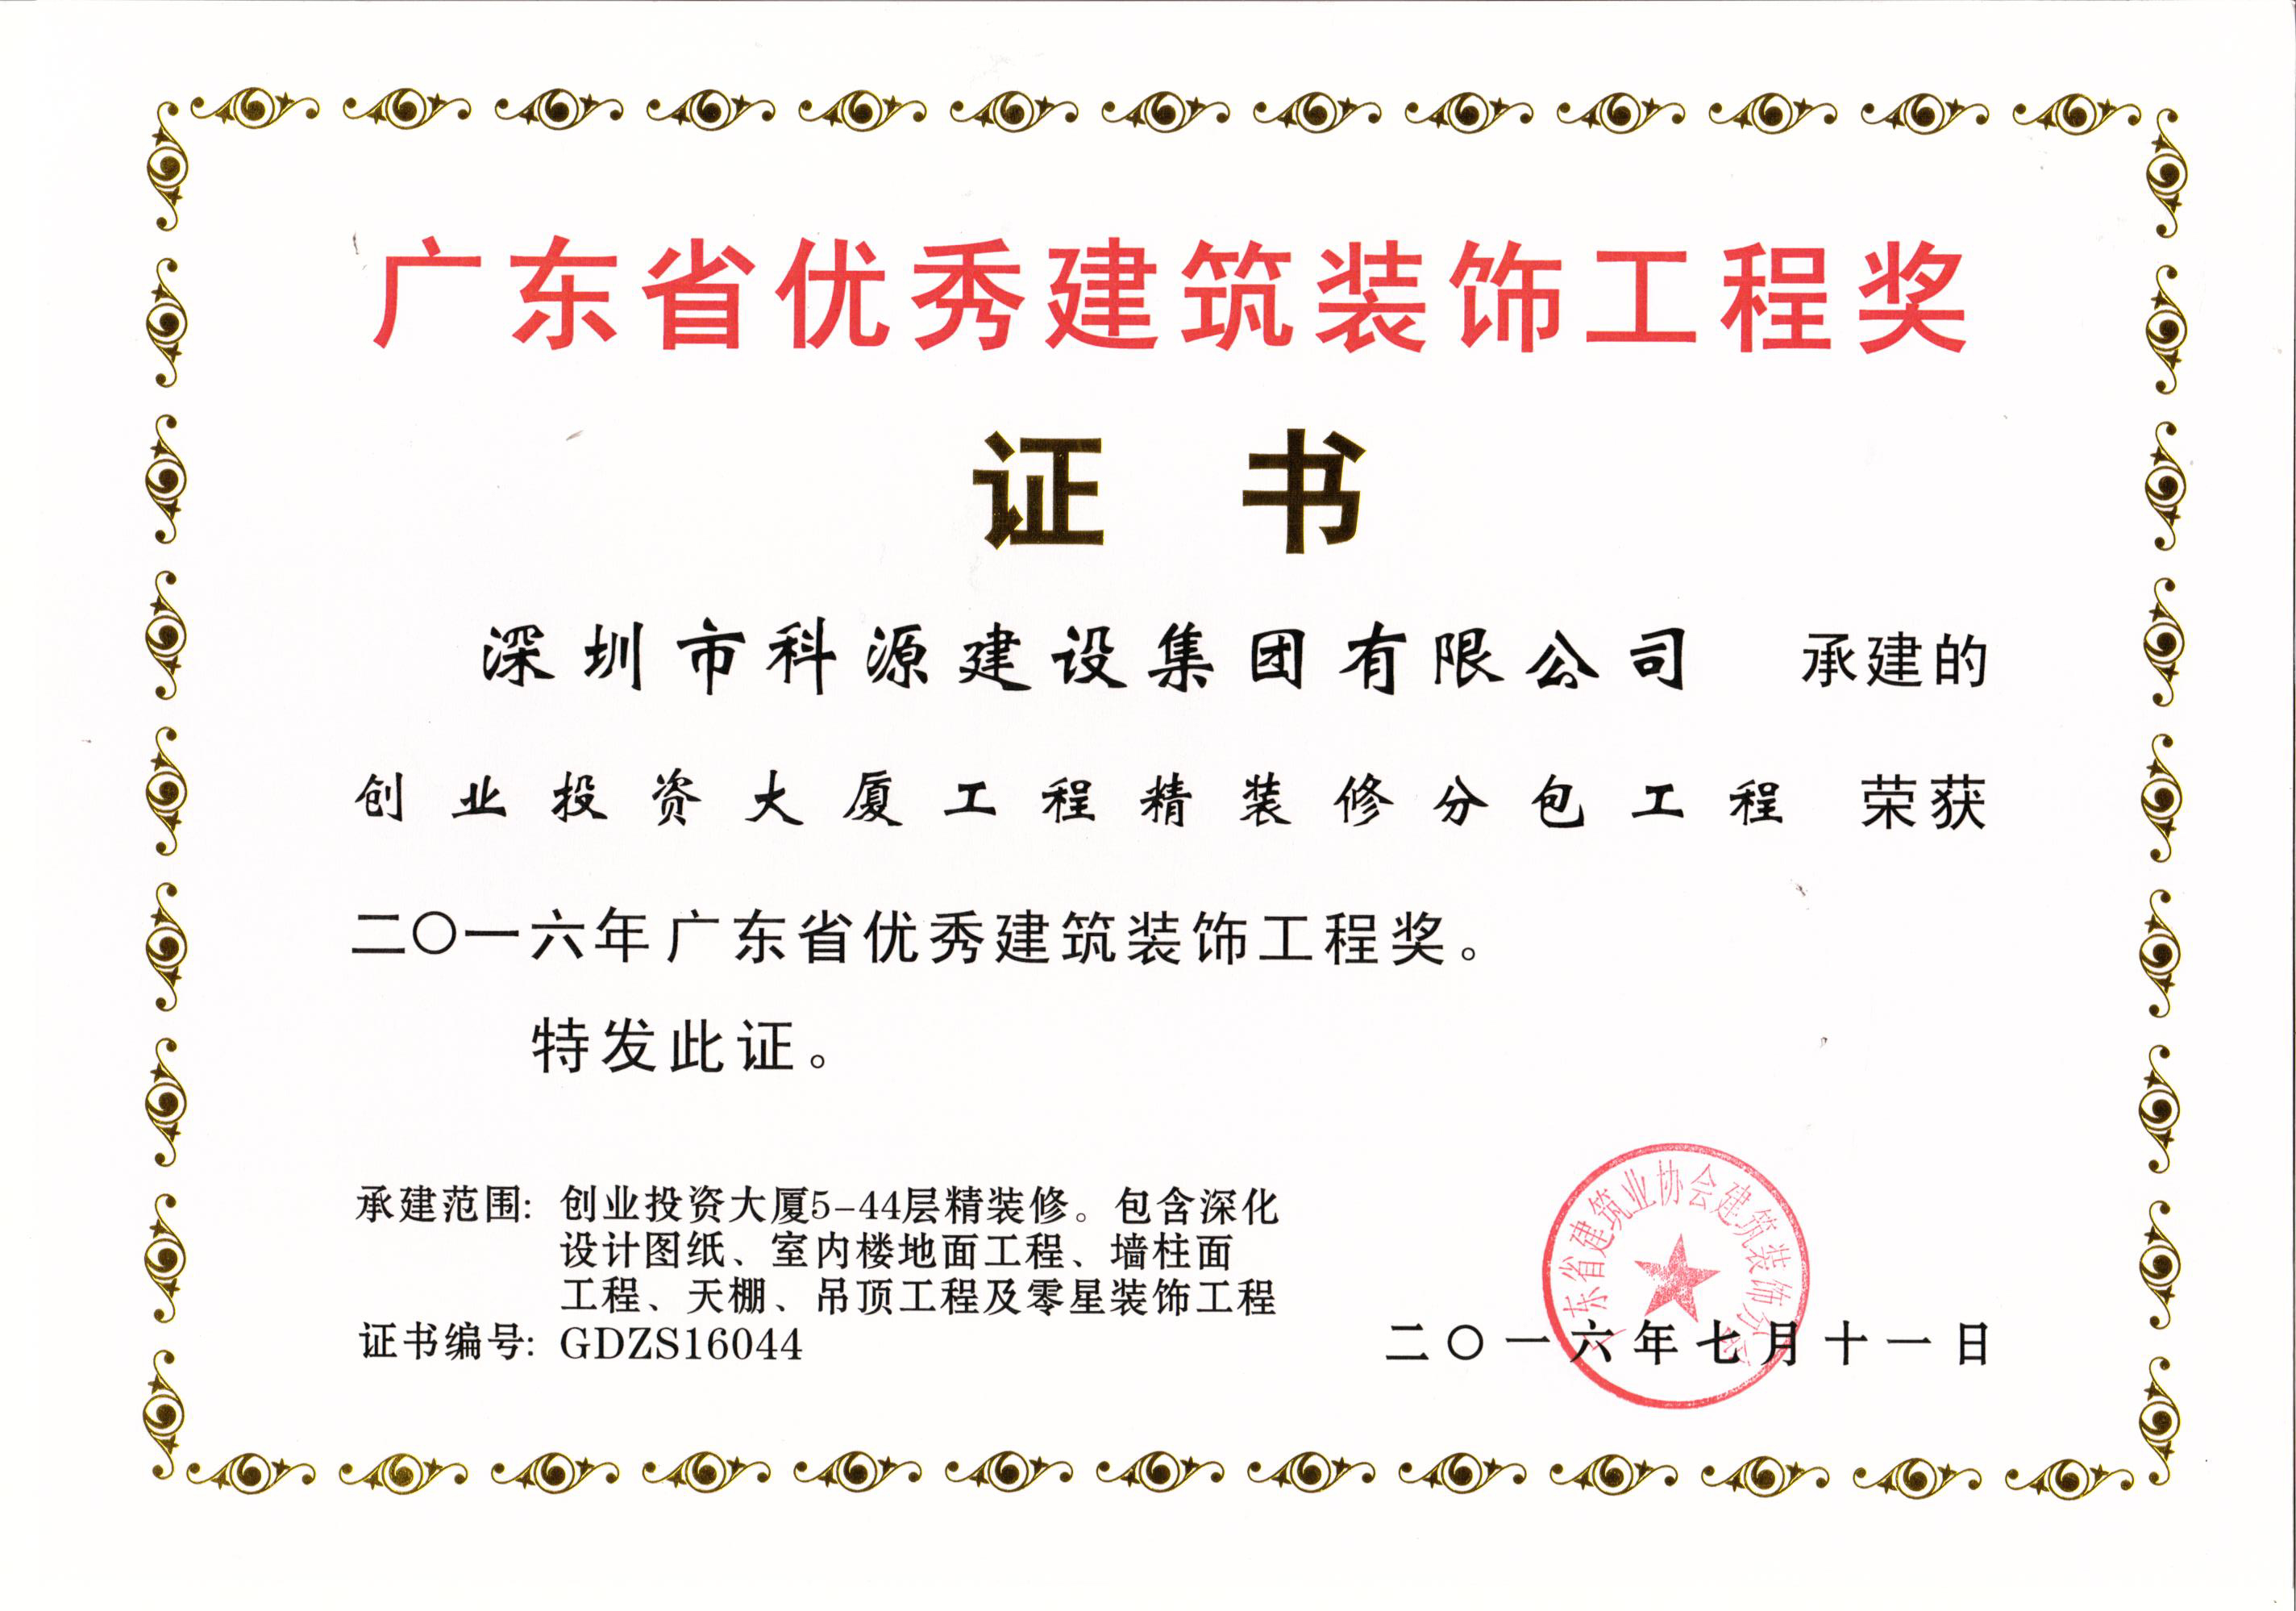 广东省优秀建筑装饰工程奖
证 书
深圳市科源建设集团有限公司 承建的
创业投资大厦工程精装修分包工程 荣获
二〇一六年广东省优秀建筑装饰工程奖。
特发此证。
承建范围: 创业投资大厦5-44层精装修。包含深化
设计图纸、室内楼地面工程、墙柱面
工程、天棚、吊顶工程及零星装饰工程
证书编号: GDZS16044
广东省建筑业协会建筑装饰分会
二〇一六年七月十一日